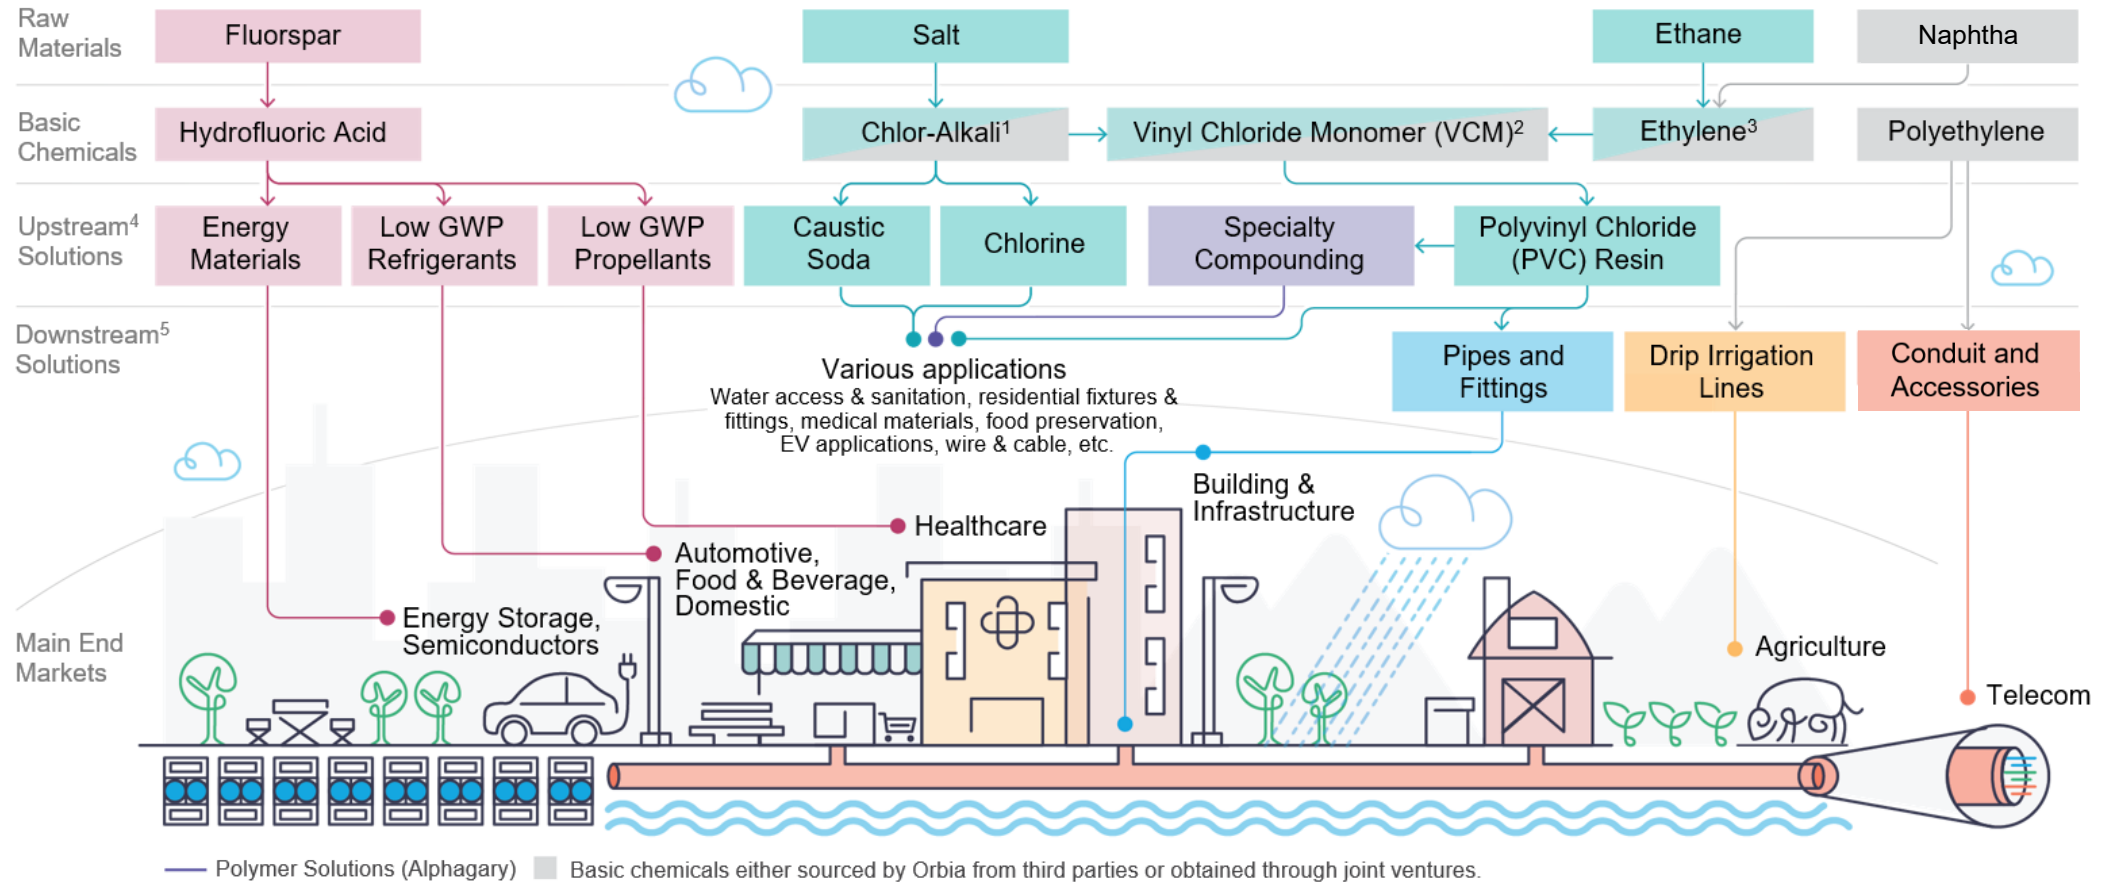 Raw
Materials
Fluorspar
Salt
Ethane
Naphtha
Basic
Chemicals
Hydrofluoric Acid
Chlor-Alkali1
Vinyl Chloride Monomer (VCM)2
Ethylene3
Polyethylene
Upstream4
Solutions
Energy
Materials
Low GWP
Refrigerants
Low GWP
Propellants
Caustic
Soda
Chlorine
Specialty
Compounding
Polyvinyl Chloride
(PVC) Resin
Downstream5
Solutions
Various applications
Water access & sanitation, residential fixtures &
fittings, medical materials, food preservation,
EV applications, wire & cable, etc.
Pipes and
Fittings
Drip Irrigation
Lines
Conduit and
Accessories
Building &
Infrastructure
Healthcare
Automotive,
Food & Beverage,
Domestic
Energy Storage,
Semiconductors
Main End
Markets
Agriculture
Telecom
Polymer Solutions (Alphagary)
Basic chemicals either sourced by Orbia from third parties or obtained through joint ventures.